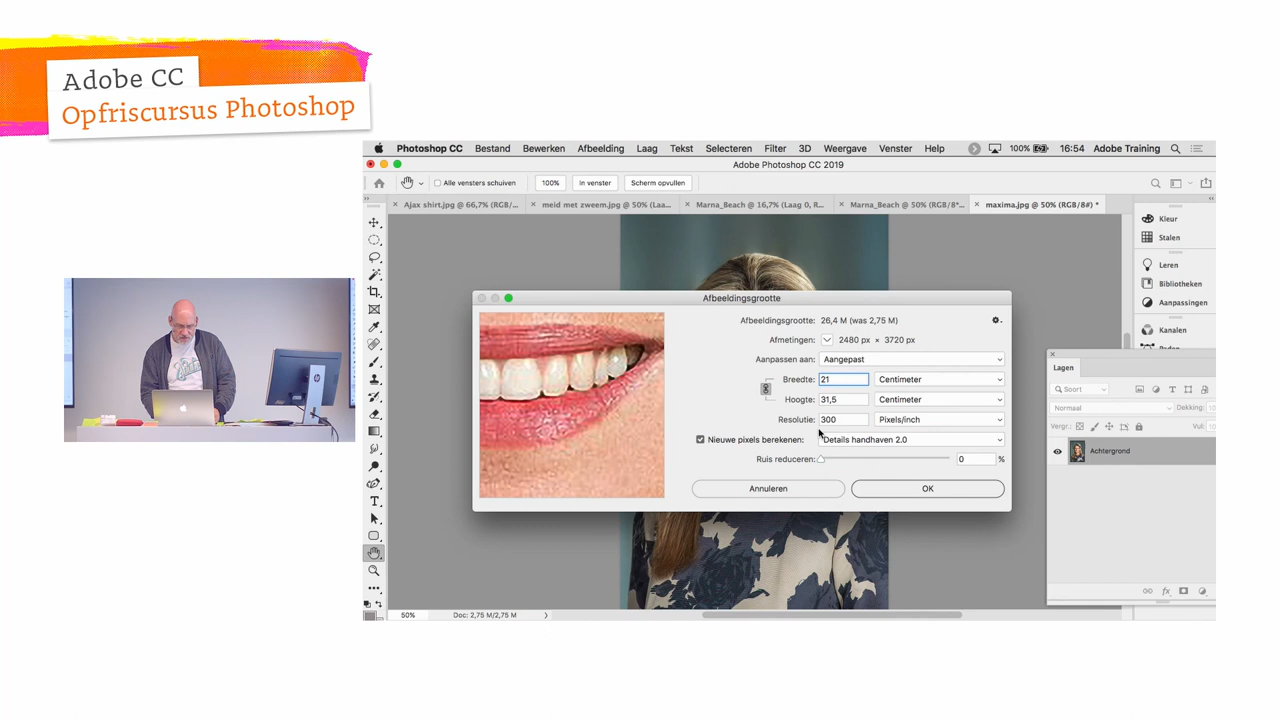 Adobe CC
Opfriscursus Photoshop
Photoshop CC Bestand Bewerken Afbeelding Laag Tekst Selecteren Filter 3D Weergave Venster Help 100% 16:54 Adobe Training
Adobe Photoshop CC 2019
Alle vensters schuiven 100% In venster Scherm opvullen
Ajax shirt.jpg @ 66,7% (RGB/... meid met zweem.jpg @ 50% (Laa... Marna_Beach @ 16,7% (Laag 0, R... Marna_Beach @ 50% (RGB/8*... maxima.jpg @ 50% (RGB/8#) *
Kleur
Stalen
Leren
Bibliotheken
Aanpassingen
Kanalen
Afbeeldingsgrootte
Afbeeldingsgrootte: 26,4 M (was 2,75 M)
Afmetingen: 2480 px × 3720 px
Aanpassen aan: Aangepast
Breedte: 21 Centimeter
Hoogte: 31,5 Centimeter
Resolutie: 300 Pixels/inch
Nieuwe pixels berekenen: Details handhaven 2.0
Ruis reduceren: 0 %
Annuleren OK
Lagen
Soort
Normaal Dekking:
Vergr.: Vul:
Achtergrond
50% Doc: 2,75 M/2,75 M
hp